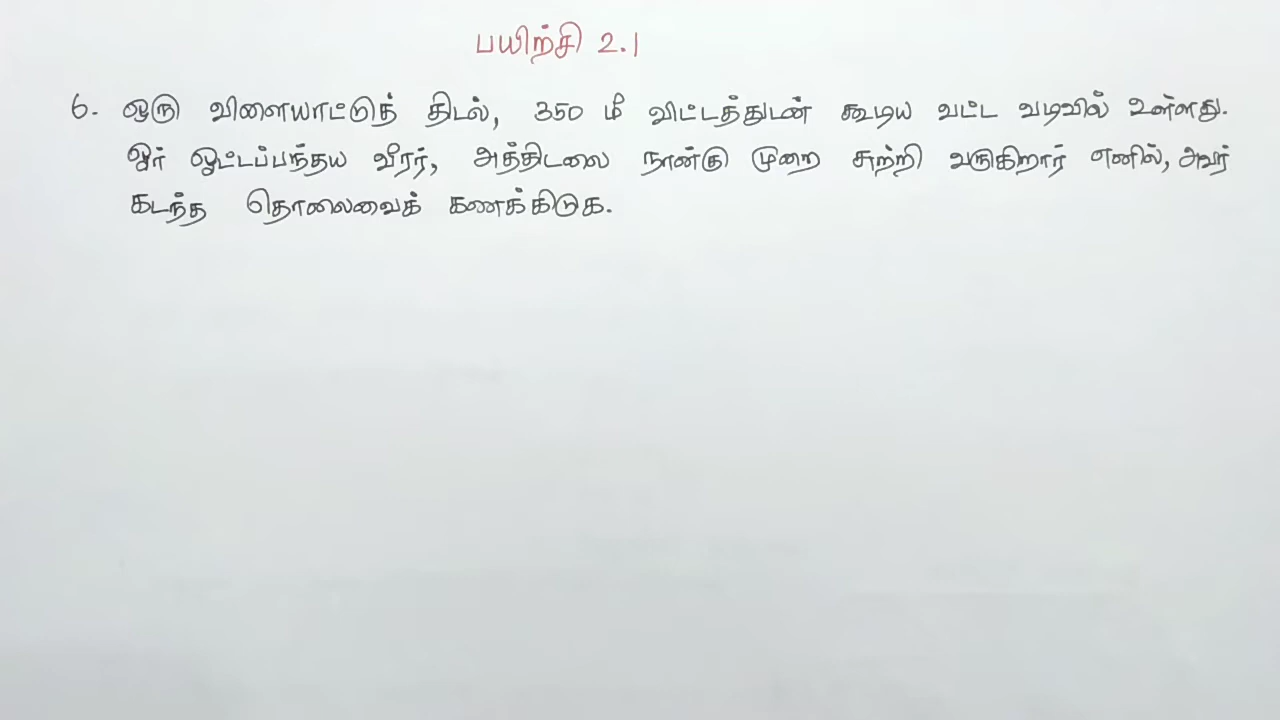 பயிற்சி 2.1
6. ஒரு விளையாட்டுத் திடல், 350 மீ விட்டத்துடன் கூடிய வட்ட வடிவில் உள்ளது.
ஓர் ஓட்டப்பந்தய வீரர், அத்திடலை நான்கு முறை சுற்றி வருகிறார் எனில், அவர்
கடந்த தொலைவைக் கணக்கிடுக.